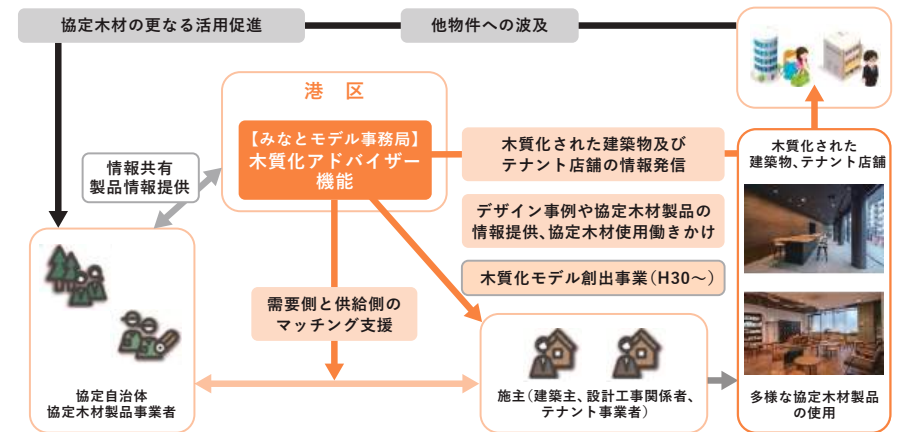 協定木材の更なる活用促進
他物件への波及
港 区
【みなとモデル事務局】
木質化アドバイザー
機能
情報共有
製品情報提供
木質化された建築物及び
テナント店舗の情報発信
デザイン事例や協定木材製品の
情報提供、協定木材使用働きかけ
木質化モデル創出事業(H30〜)
需要側と供給側の
マッチング支援
協定自治体
協定木材製品事業者
施主(建築主、設計工事関係者、
テナント事業者)
木質化された
建築物、テナント店舗
多様な協定木材製品
の使用